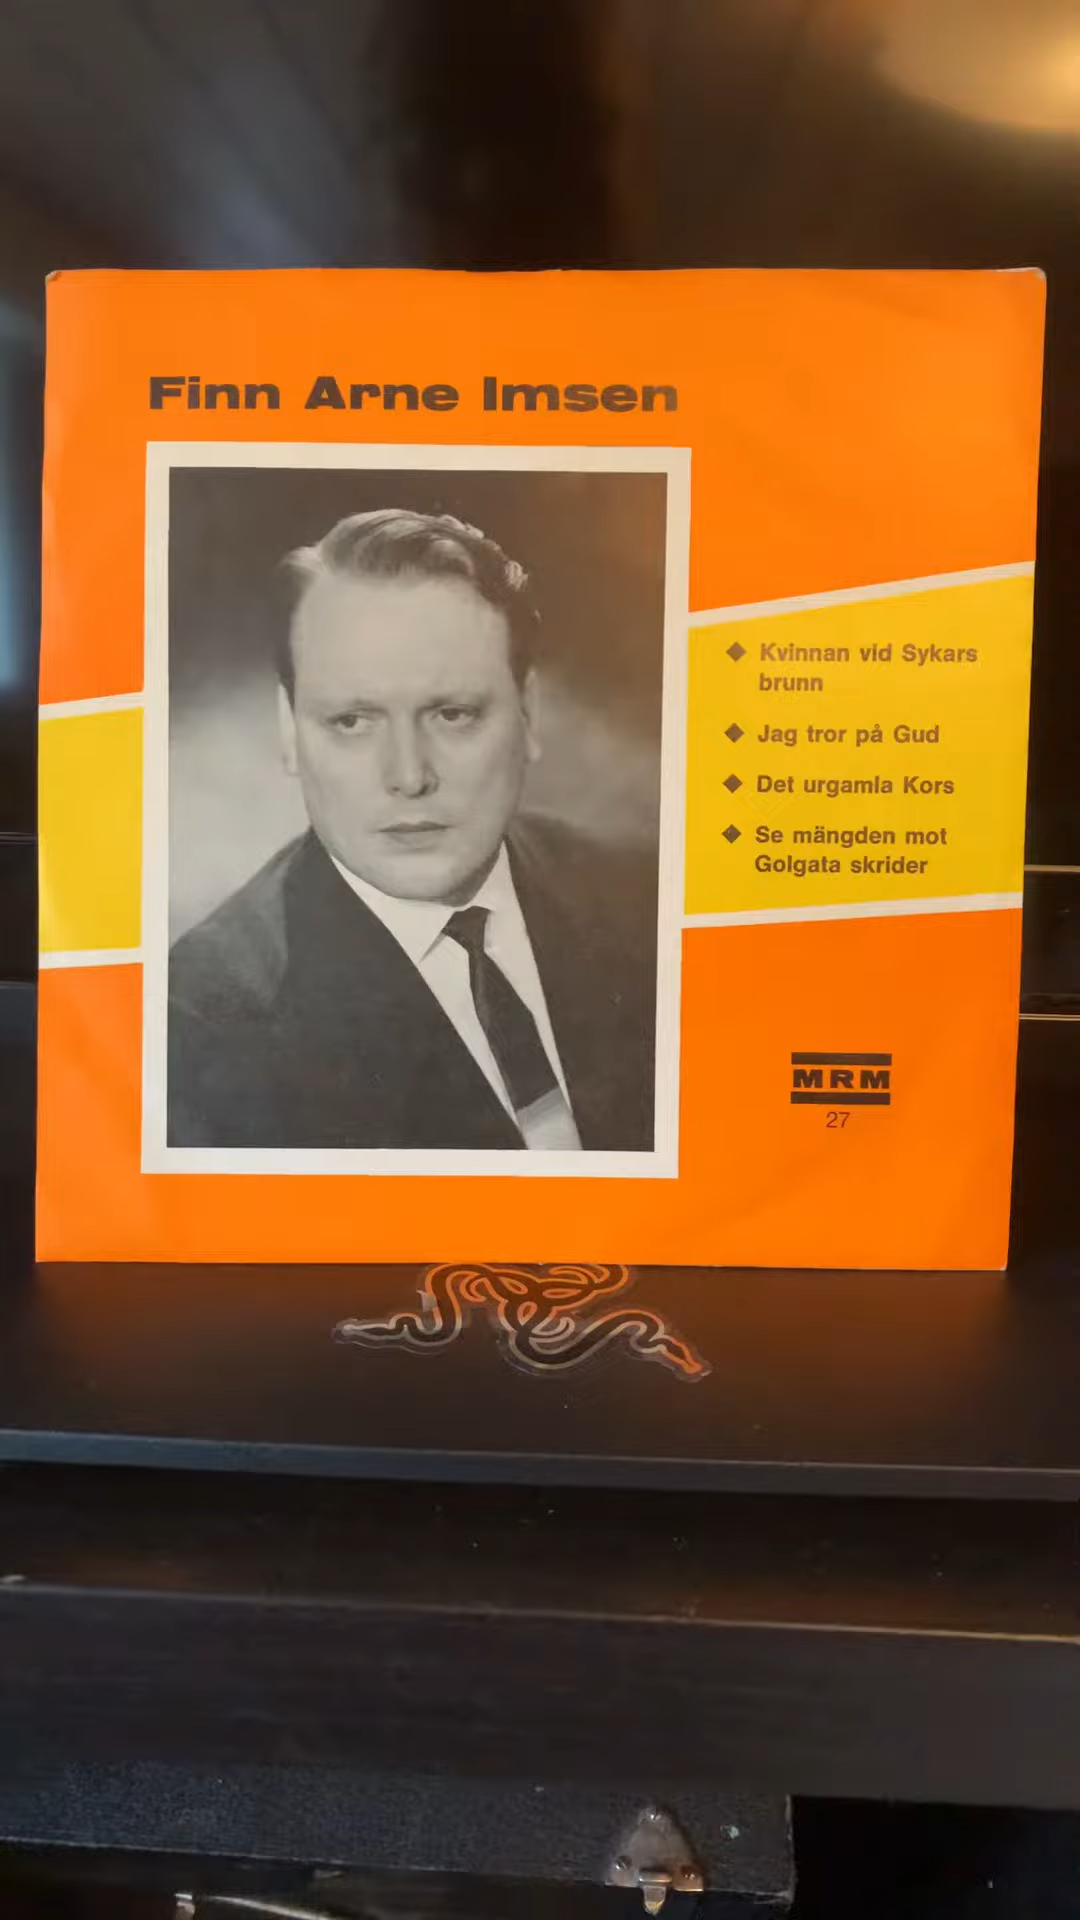 Finn Arne Imsen
◆ Kvinnan vid Sykars
brunn
◆ Jag tror på Gud
◆ Det urgamla Kors
◆ Se mängden mot
Golgata skrider
MRM
27